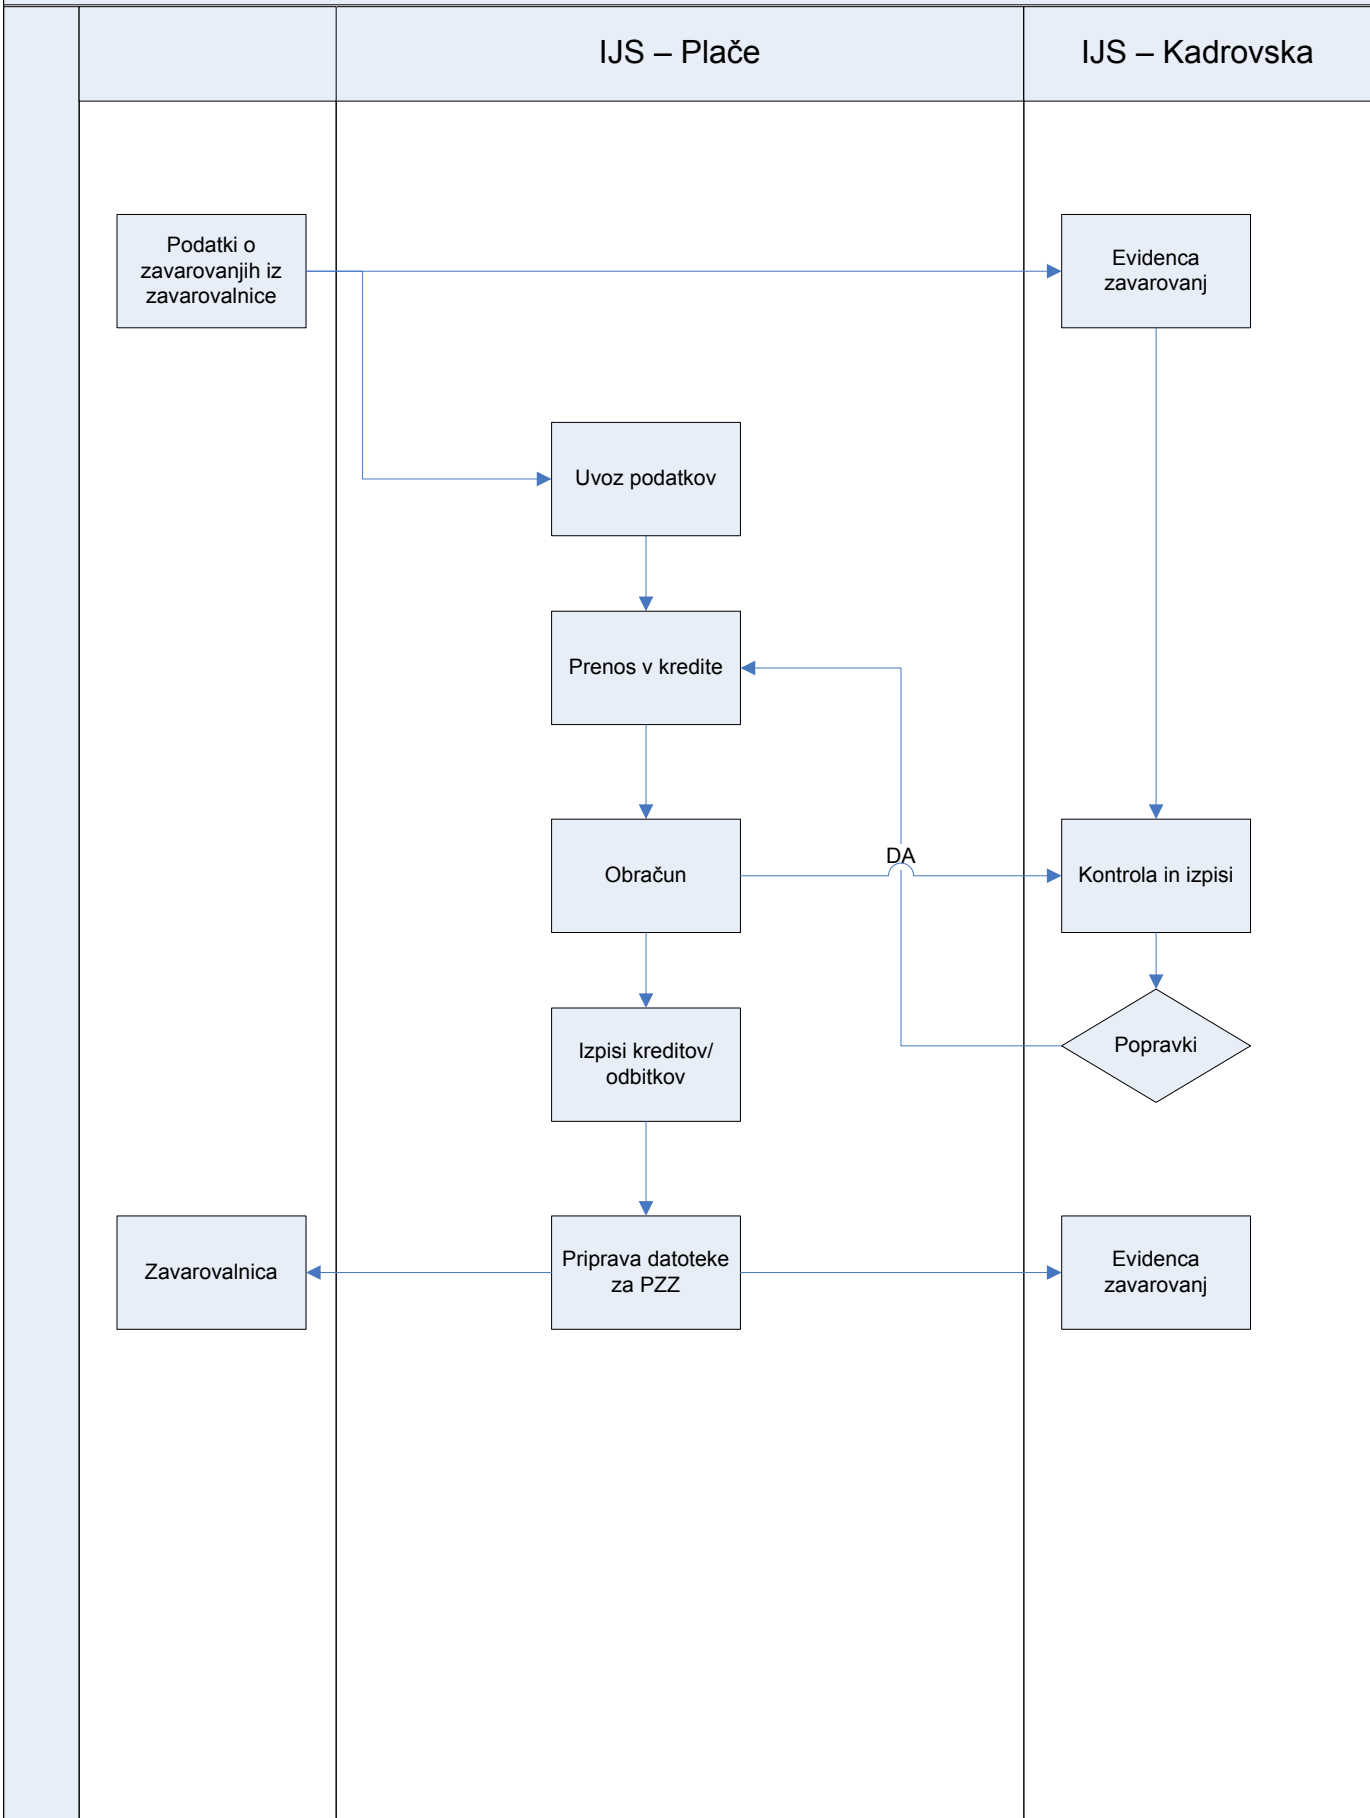 IJS – Plače
IJS – Kadrovska
Podatki o
zavarovanjih iz
zavarovalnice
Evidenca
zavarovanj
Uvoz podatkov
Prenos v kredite
DA
Obračun
Kontrola in izpisi
Izpisi kreditov/
odbitkov
Popravki
Zavarovalnica
Priprava datoteke
za PZZ
Evidenca
zavarovanj